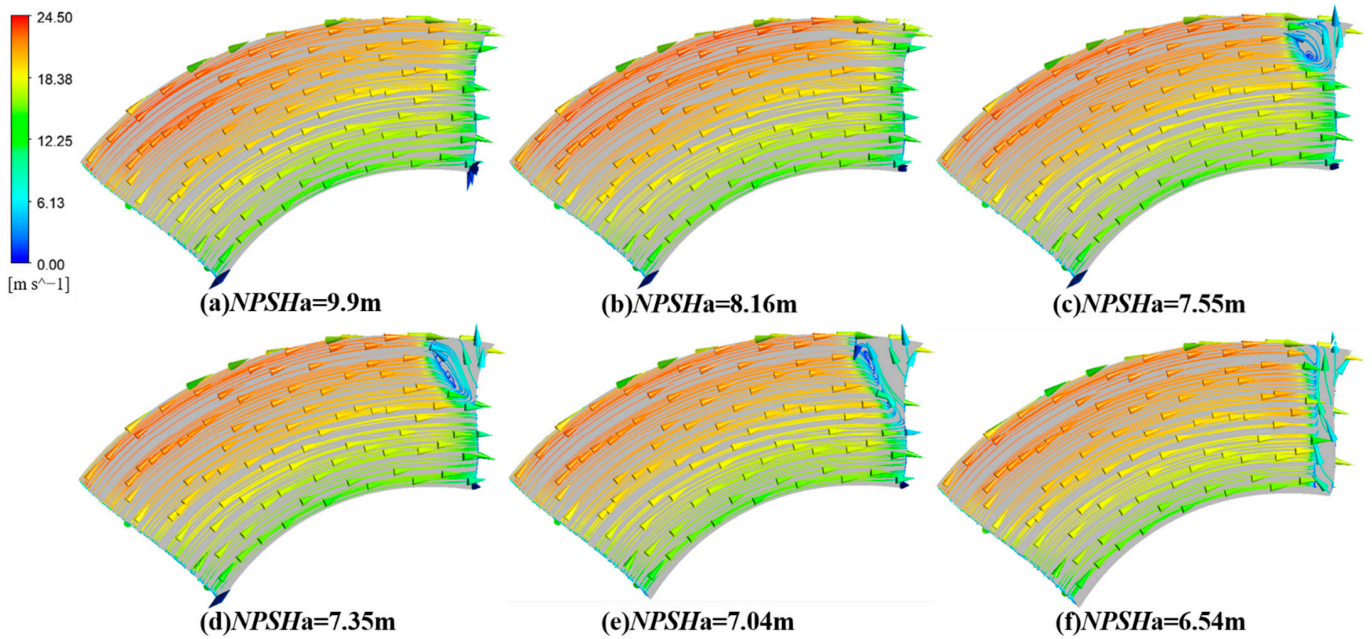 24.50
18.38
12.25
6.13
0.00
[m s^−1]
(a)NPSHa=9.9m
(b)NPSHa=8.16m
(c)NPSHa=7.55m
(d)NPSHa=7.35m
(e)NPSHa=7.04m
(f)NPSHa=6.54m